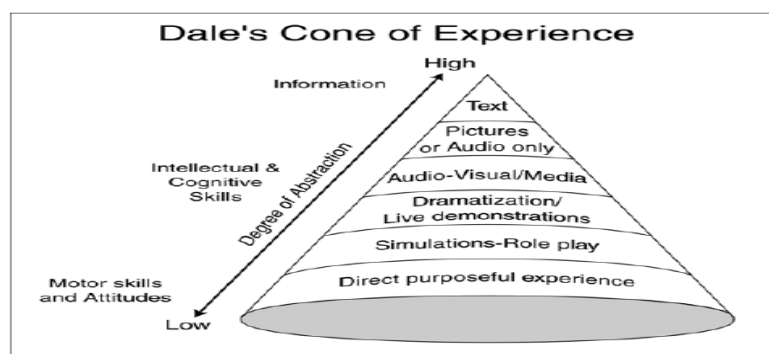 Dale's Cone of Experience
High
Information
Text
Pictures
or Audio only
Intellectual &
Cognitive
Skills
Degree of Abstraction
Audio-Visual/Media
Dramatization/
Live demonstrations
Simulations-Role play
Motor skills
and Attitudes
Direct purposeful experience
Low